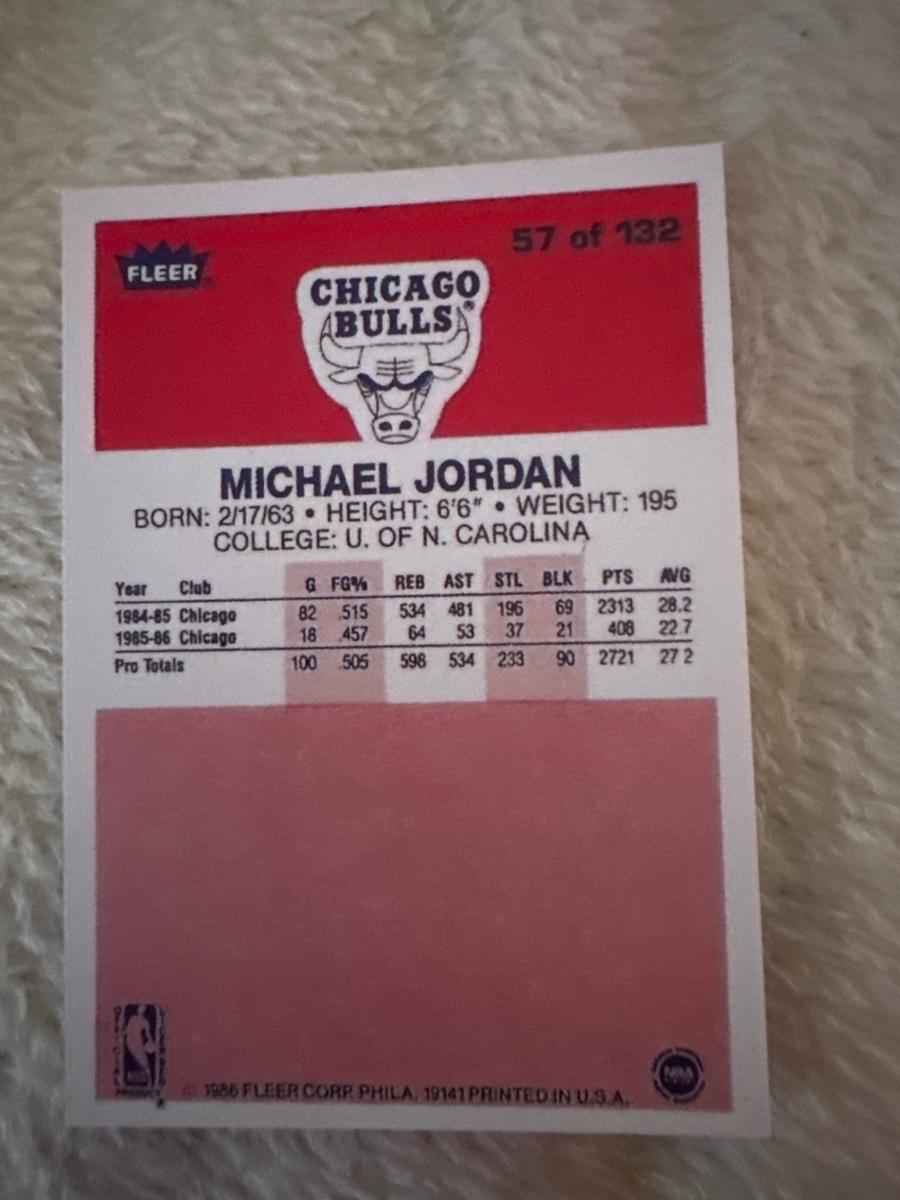 57 of 132
FLEER
CHICAGO
BULLS®
MICHAEL JORDAN
BORN: 2/17/63 • HEIGHT: 6'6" • WEIGHT: 195
COLLEGE: U. OF N. CAROLINA
Year Club G FG% REB AST STL BLK PTS AVG
1984-85 Chicago 82 .515 534 481 196 69 2313 28.2
1985-86 Chicago 18 .457 64 53 37 21 408 22.7
Pro Totals 100 .505 598 534 233 90 2721 27 2
© 1986 FLEER CORP. PHILA. 19141 PRINTED IN U.S.A.